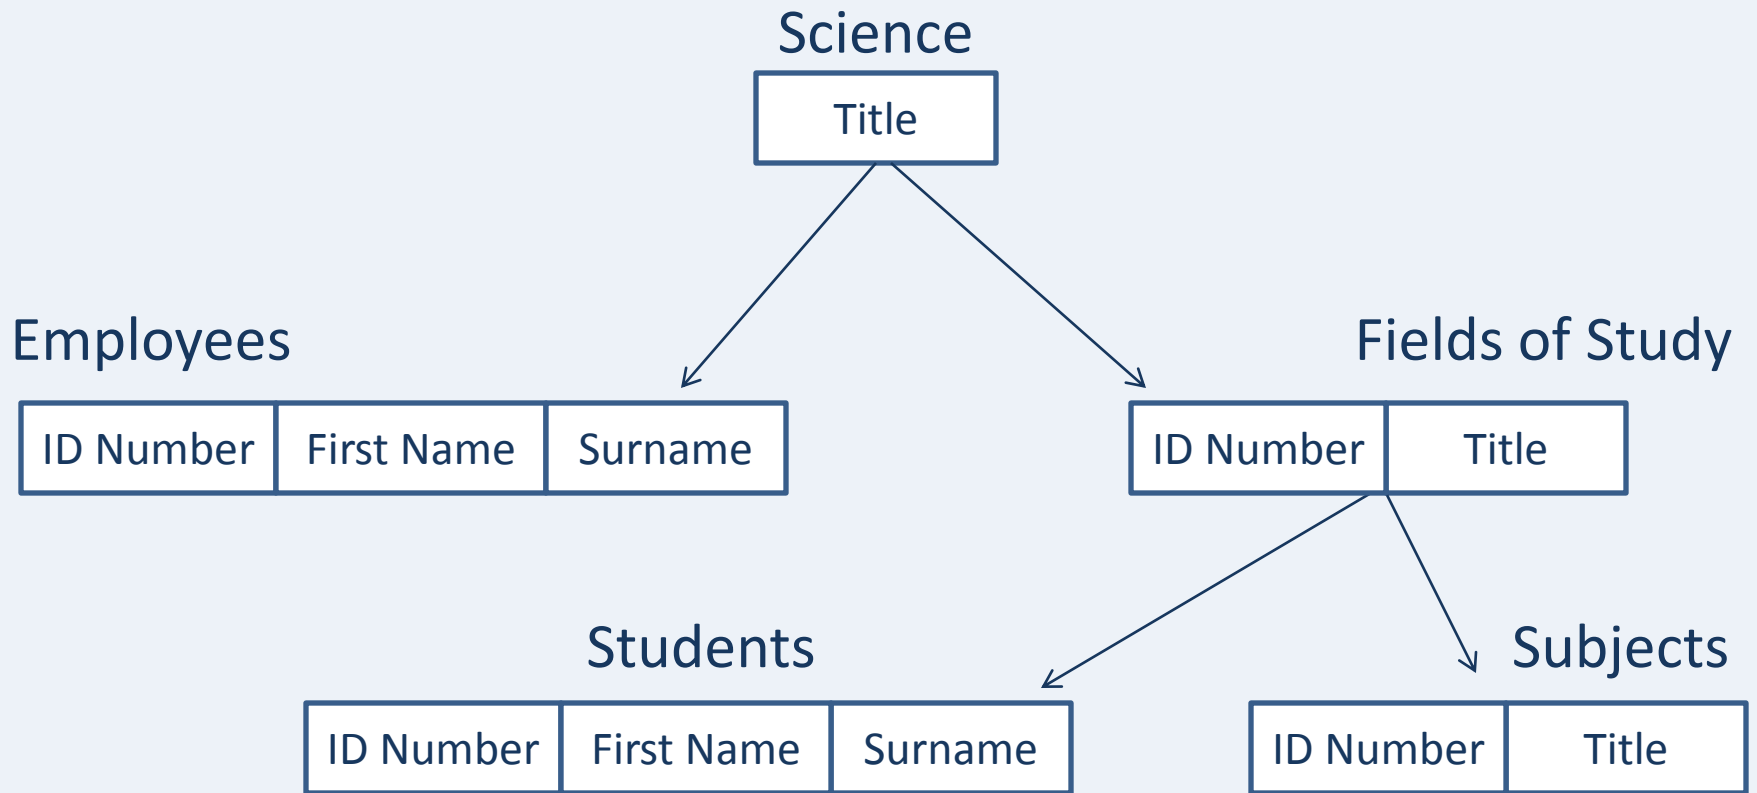 Science
Title
Employees
Fields of Study
ID Number First Name Surname
ID Number Title
Students
Subjects
ID Number First Name Surname
ID Number Title